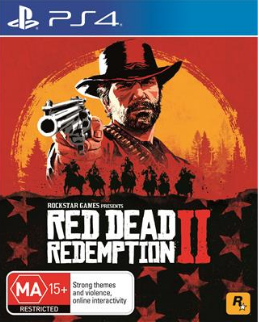 PS4
ROCKSTAR GAMES PRESENTS
RED DEAD
REDEMPTION II
MA 15+
RESTRICTED
Strong themes
and violence,
online interactivity
R